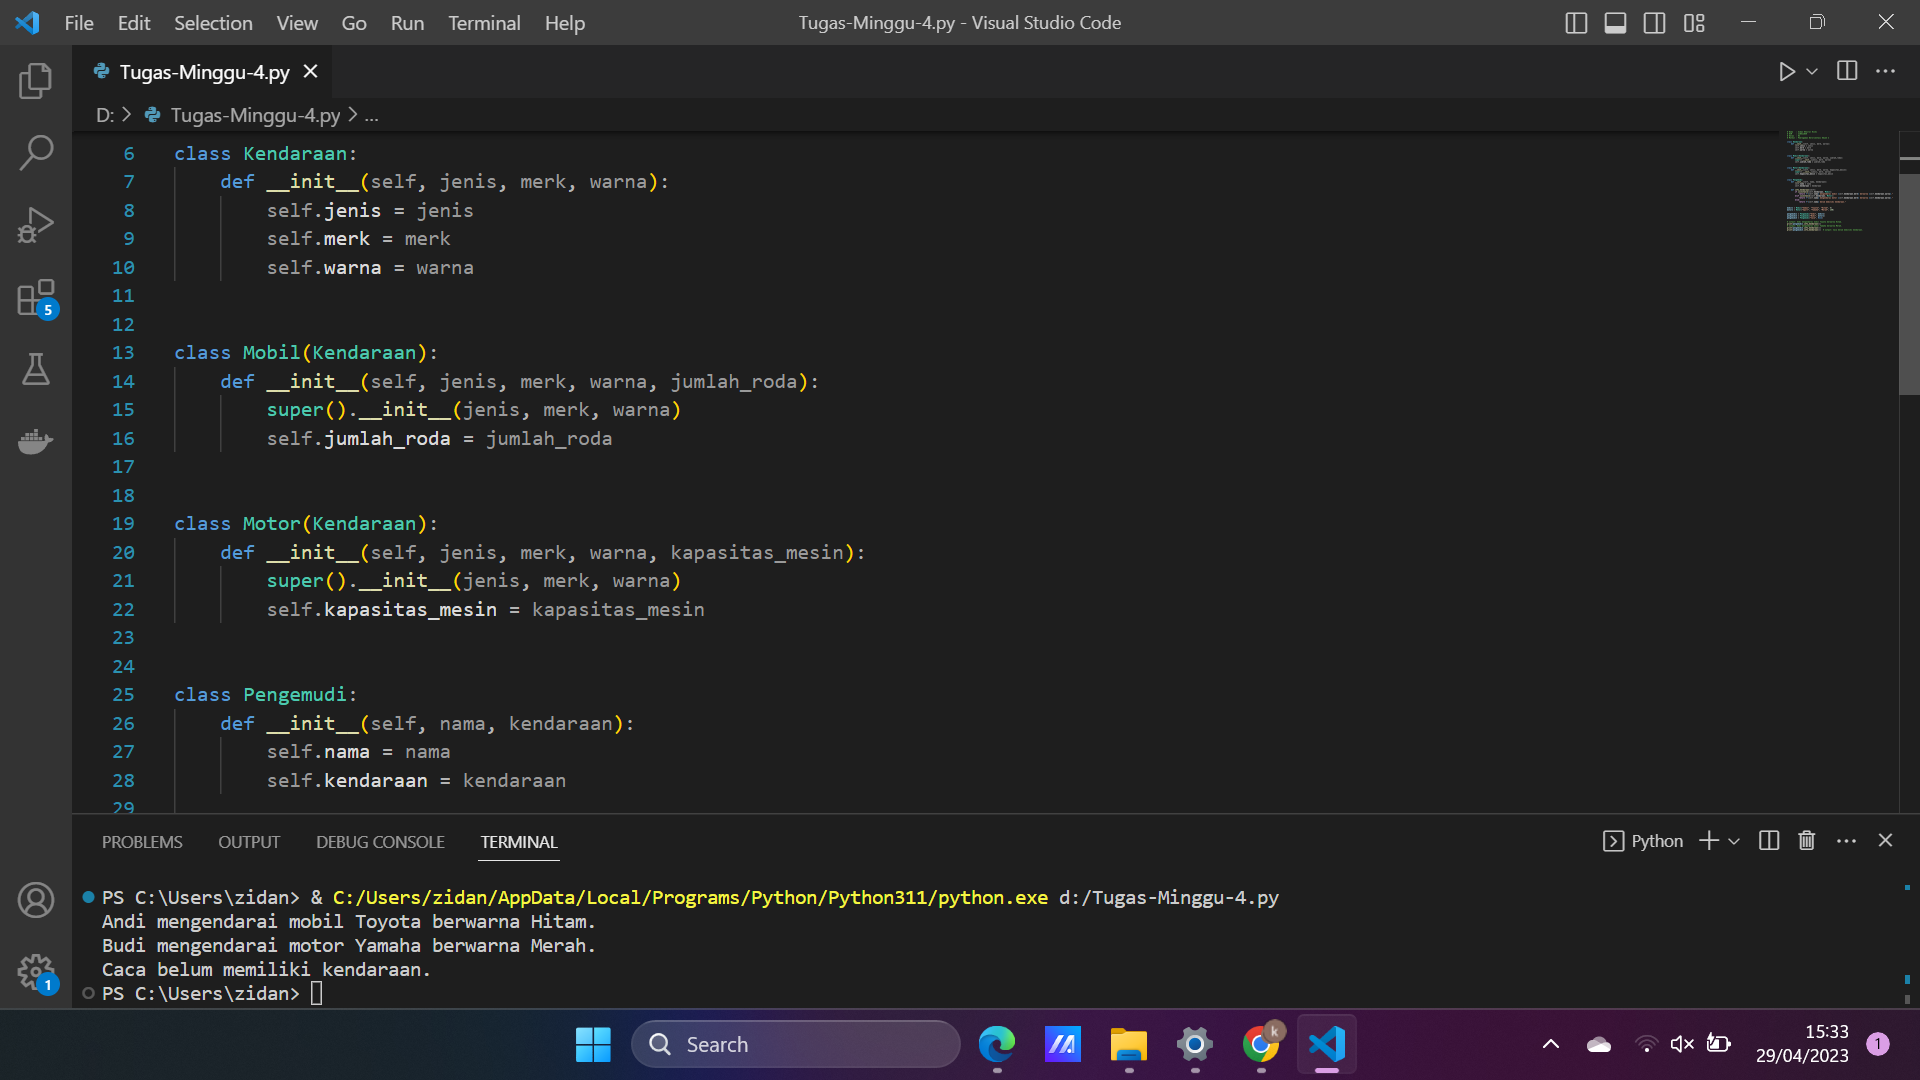 File Edit Selection View Go Run Terminal Help
Tugas-Minggu-4.py - Visual Studio Code
Tugas-Minggu-4.py
D: > Tugas-Minggu-4.py > ...
6 class Kendaraan:
7 def __init__(self, jenis, merk, warna):
8 self.jenis = jenis
9 self.merk = merk
10 self.warna = warna
11
12
13 class Mobil(Kendaraan):
14 def __init__(self, jenis, merk, warna, jumlah_roda):
15 super().__init__(jenis, merk, warna)
16 self.jumlah_roda = jumlah_roda
17
18
19 class Motor(Kendaraan):
20 def __init__(self, jenis, merk, warna, kapasitas_mesin):
21 super().__init__(jenis, merk, warna)
22 self.kapasitas_mesin = kapasitas_mesin
23
24
25 class Pengemudi:
26 def __init__(self, nama, kendaraan):
27 self.nama = nama
28 self.kendaraan = kendaraan
29
5
1
PROBLEMS OUTPUT DEBUG CONSOLE TERMINAL
Python
PS C:\Users\zidan> & C:/Users/zidan/AppData/Local/Programs/Python/Python311/python.exe d:/Tugas-Minggu-4.py
Andi mengendarai mobil Toyota berwarna Hitam.
Budi mengendarai motor Yamaha berwarna Merah.
Caca belum memiliki kendaraan.
PS C:\Users\zidan>
Search
k
15:33
29/04/2023
1